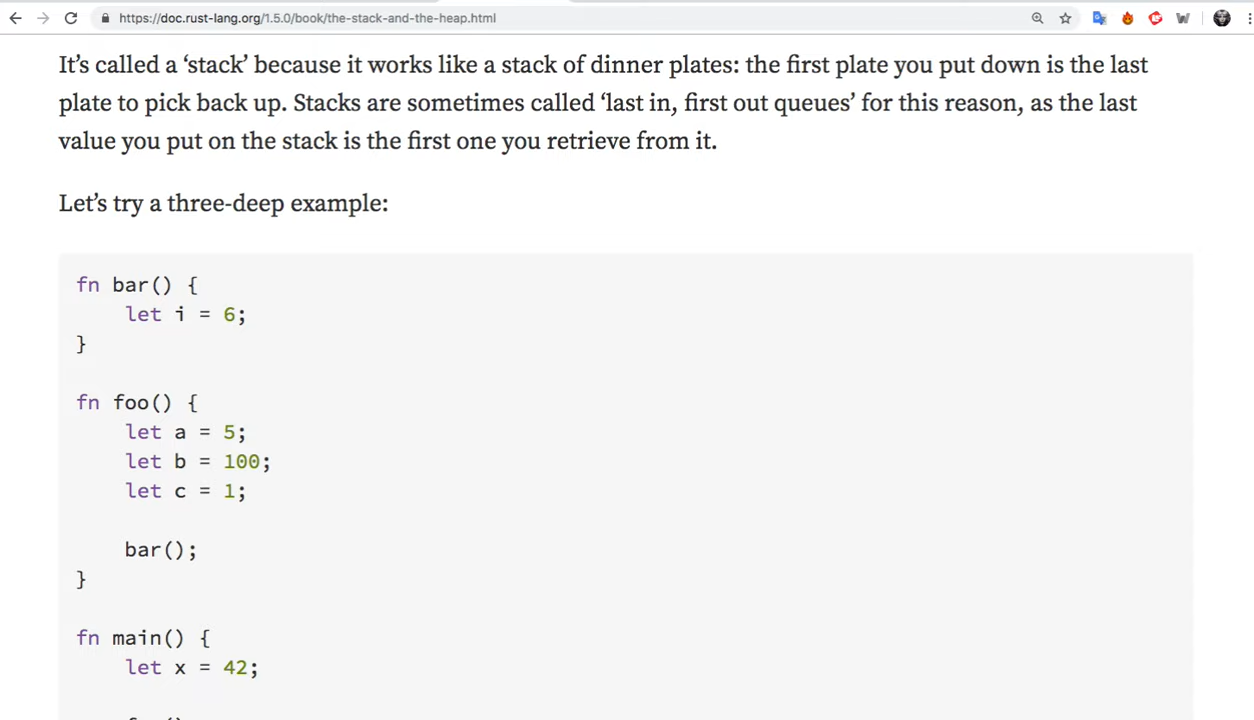 https://doc.rust-lang.org/1.5.0/book/the-stack-and-the-heap.html
It’s called a ‘stack’ because it works like a stack of dinner plates: the first plate you put down is the last
plate to pick back up. Stacks are sometimes called ‘last in, first out queues’ for this reason, as the last
value you put on the stack is the first one you retrieve from it.
Let’s try a three-deep example:
fn bar() {
    let i = 6;
}
fn foo() {
    let a = 5;
    let b = 100;
    let c = 1;
    bar();
}
fn main() {
    let x = 42;